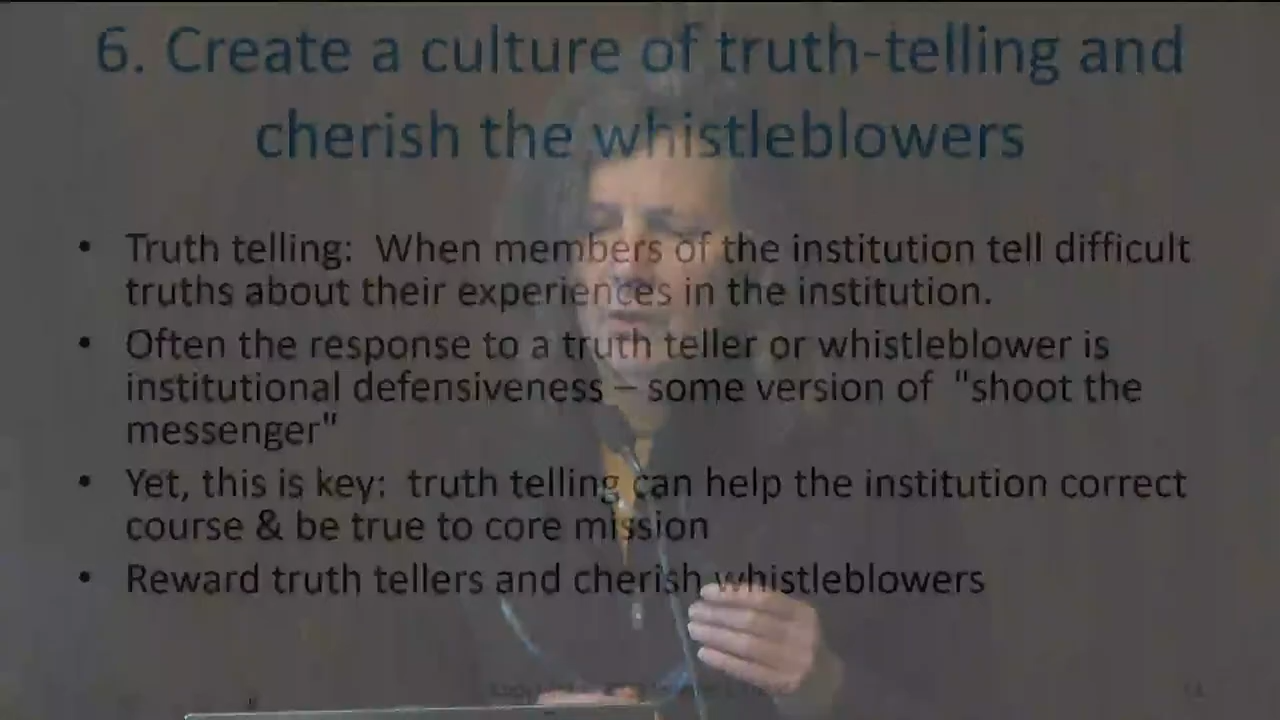 6. Create a culture of truth-telling and
cherish the whistleblowers
• Truth telling: When members of the institution tell difficult
truths about their experiences in the institution.
• Often the response to a truth teller or whistleblower is
institutional defensiveness – some version of "shoot the
messenger"
• Yet, this is key: truth telling can help the institution correct
course & be true to core mission
• Reward truth tellers and cherish whistleblowers